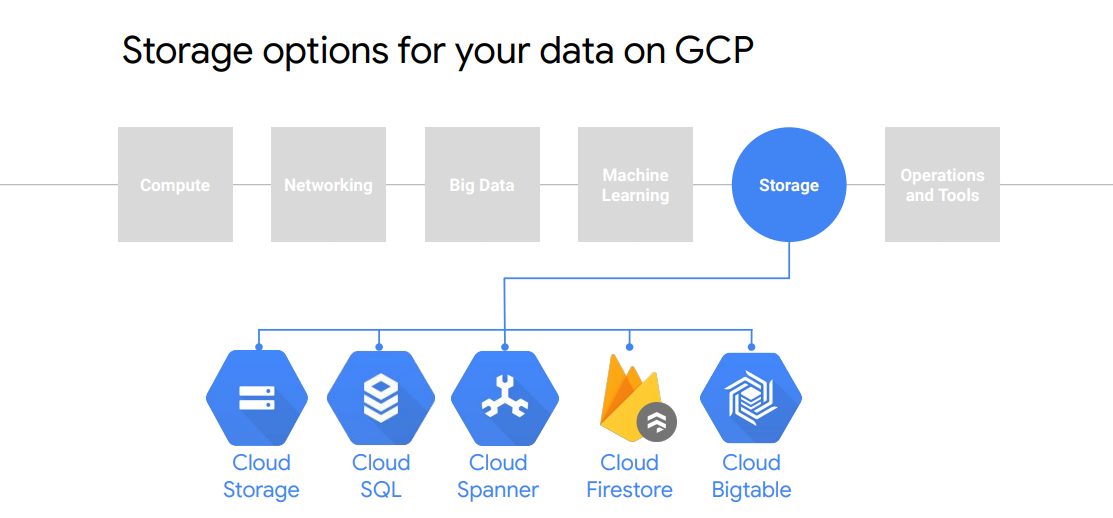 Storage options for your data on GCP
Compute
Networking
Big Data
Machine
Learning
Storage
Operations
and Tools
Cloud
Storage
Cloud
SQL
Cloud
Spanner
Cloud
Firestore
Cloud
Bigtable